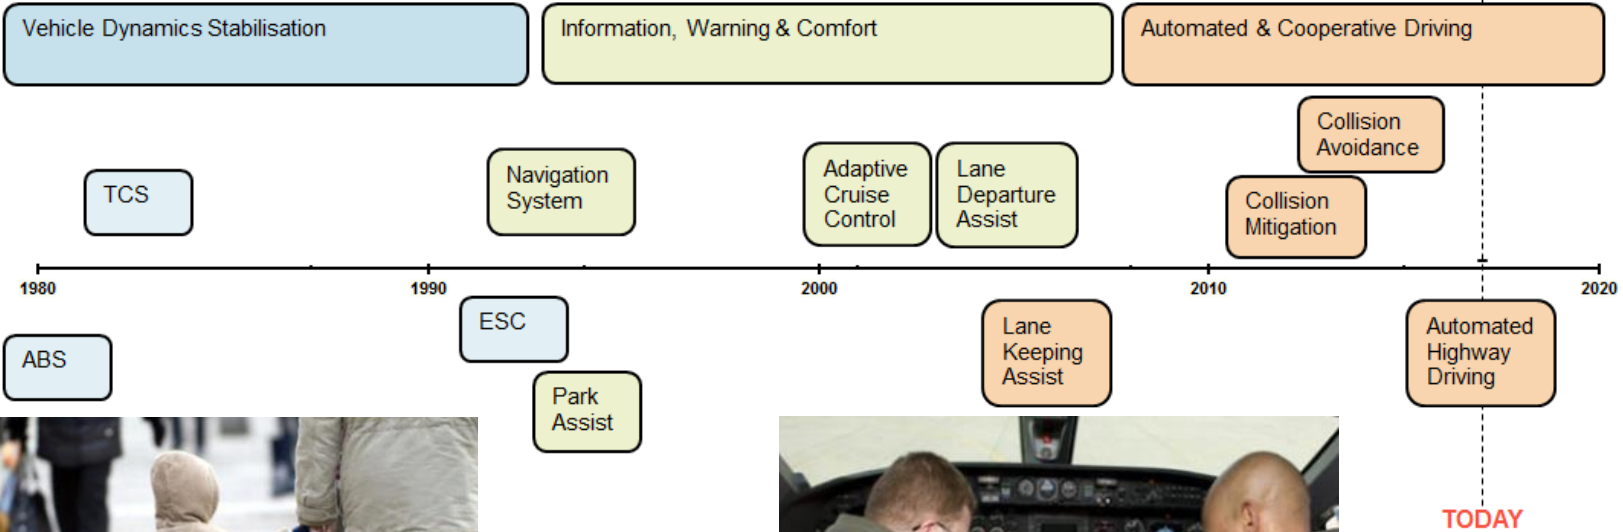 Vehicle Dynamics Stabilisation
Information, Warning & Comfort
Automated & Cooperative Driving
Collision
Avoidance
TCS
Navigation
System
Adaptive
Cruise
Control
Lane
Departure
Assist
Collision
Mitigation
1980
1990
2000
2010
2020
ABS
ESC
Park
Assist
Lane
Keeping
Assist
Automated
Highway
Driving
TODAY